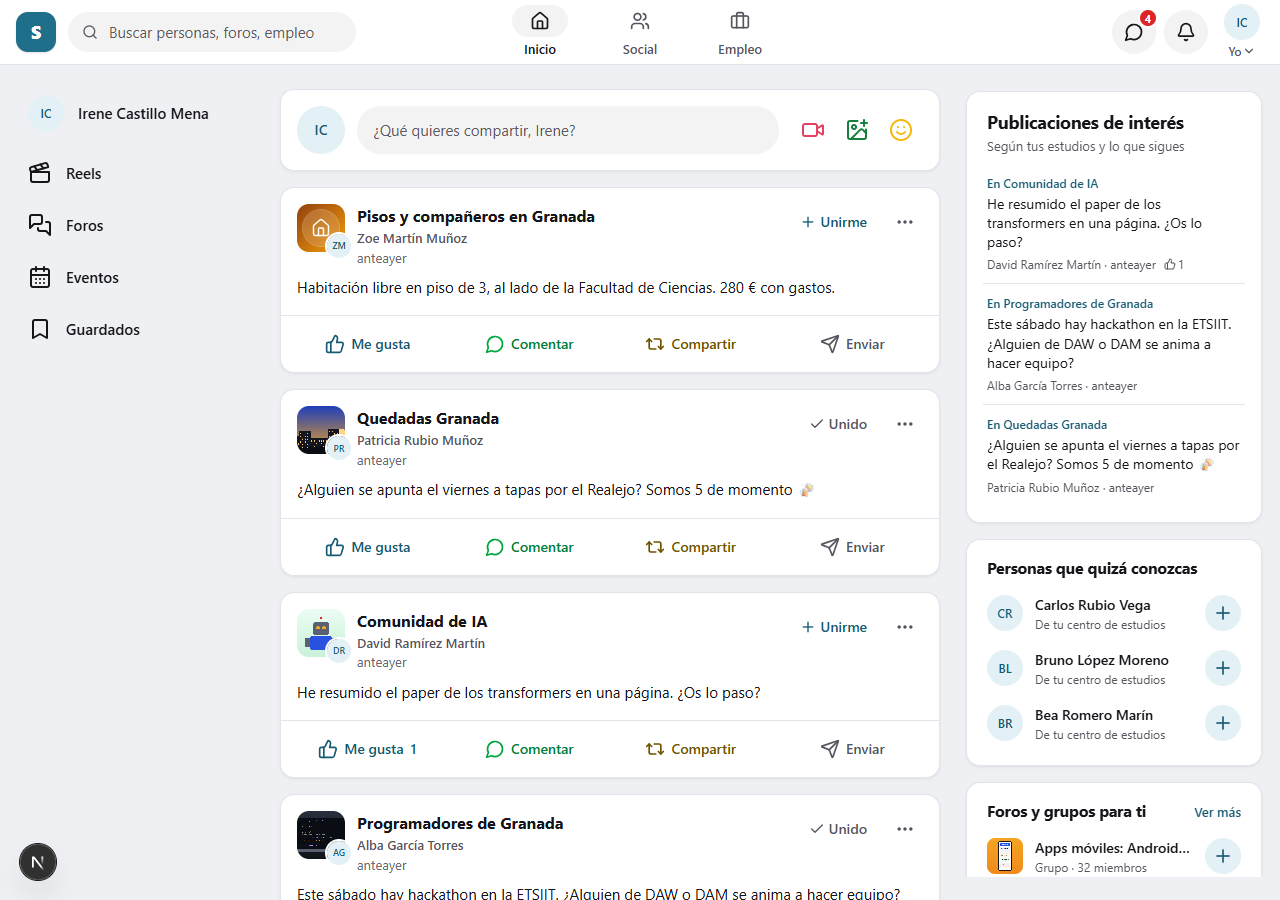 S
Buscar personas, foros, empleo
Inicio
Social
Empleo
4
IC
Yo
IC
Irene Castillo Mena
Reels
Foros
Eventos
Guardados
N
IC
¿Qué quieres compartir, Irene?
ZM
Pisos y compañeros en Granada
Zoe Martín Muñoz
anteayer
Unirme
Habitación libre en piso de 3, al lado de la Facultad de Ciencias. 280 € con gastos.
Me gusta
Comentar
Compartir
Enviar
PR
Quedadas Granada
Patricia Rubio Muñoz
anteayer
Unido
¿Alguien se apunta el viernes a tapas por el Realejo? Somos 5 de momento
Me gusta
Comentar
Compartir
Enviar
DR
Comunidad de IA
David Ramírez Martín
anteayer
Unirme
He resumido el paper de los transformers en una página. ¿Os lo paso?
Me gusta 1
Comentar
Compartir
Enviar
AG
Programadores de Granada
Alba García Torres
anteayer
Unido
Este sábado hay hackathon en la ETSIIT. ¿Alguien de DAW o DAM se anima a hacer equipo?
Publicaciones de interés
Según tus estudios y lo que sigues
En Comunidad de IA
He resumido el paper de los
transformers en una página. ¿Os lo
paso?
David Ramírez Martín · anteayer 1
En Programadores de Granada
Este sábado hay hackathon en la ETSIIT.
¿Alguien de DAW o DAM se anima a
hacer equipo?
Alba García Torres · anteayer
En Quedadas Granada
¿Alguien se apunta el viernes a tapas por
el Realejo? Somos 5 de momento
Patricia Rubio Muñoz · anteayer
Personas que quizá conozcas
CR
Carlos Rubio Vega
De tu centro de estudios
BL
Bruno López Moreno
De tu centro de estudios
BR
Bea Romero Marín
De tu centro de estudios
Foros y grupos para ti
Ver más
Apps móviles: Android...
Grupo · 32 miembros